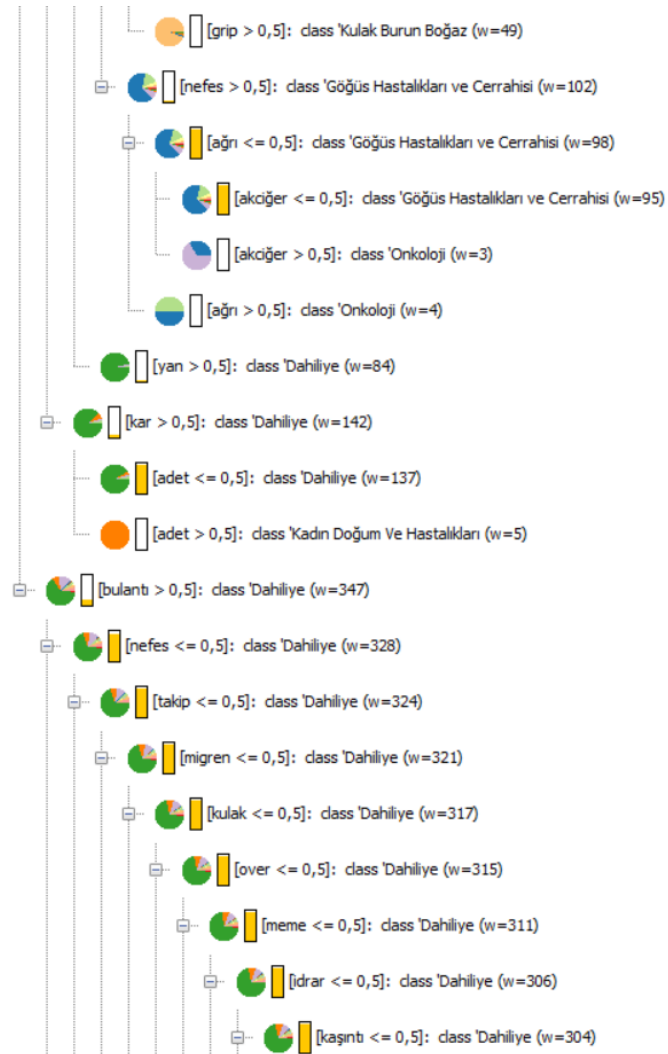 [grip > 0,5]: class 'Kulak Burun Boğaz (w=49)
[nefes > 0,5]: class 'Göğüs Hastalıkları ve Cerrahisi (w=102)
[ağrı <= 0,5]: class 'Göğüs Hastalıkları ve Cerrahisi (w=98)
[akciğer <= 0,5]: class 'Göğüs Hastalıkları ve Cerrahisi (w=95)
[akciğer > 0,5]: class 'Onkoloji (w=3)
[ağrı > 0,5]: class 'Onkoloji (w=4)
[yan > 0,5]: class 'Dahiliye (w=84)
[kar > 0,5]: class 'Dahiliye (w=142)
[adet <= 0,5]: class 'Dahiliye (w=137)
[adet > 0,5]: class 'Kadın Doğum Ve Hastalıkları (w=5)
[bulantı > 0,5]: class 'Dahiliye (w=347)
[nefes <= 0,5]: class 'Dahiliye (w=328)
[takip <= 0,5]: class 'Dahiliye (w=324)
[migren <= 0,5]: class 'Dahiliye (w=321)
[kulak <= 0,5]: class 'Dahiliye (w=317)
[over <= 0,5]: class 'Dahiliye (w=315)
[meme <= 0,5]: class 'Dahiliye (w=311)
[idrar <= 0,5]: class 'Dahiliye (w=306)
[kaşıntı <= 0,5]: class 'Dahiliye (w=304)